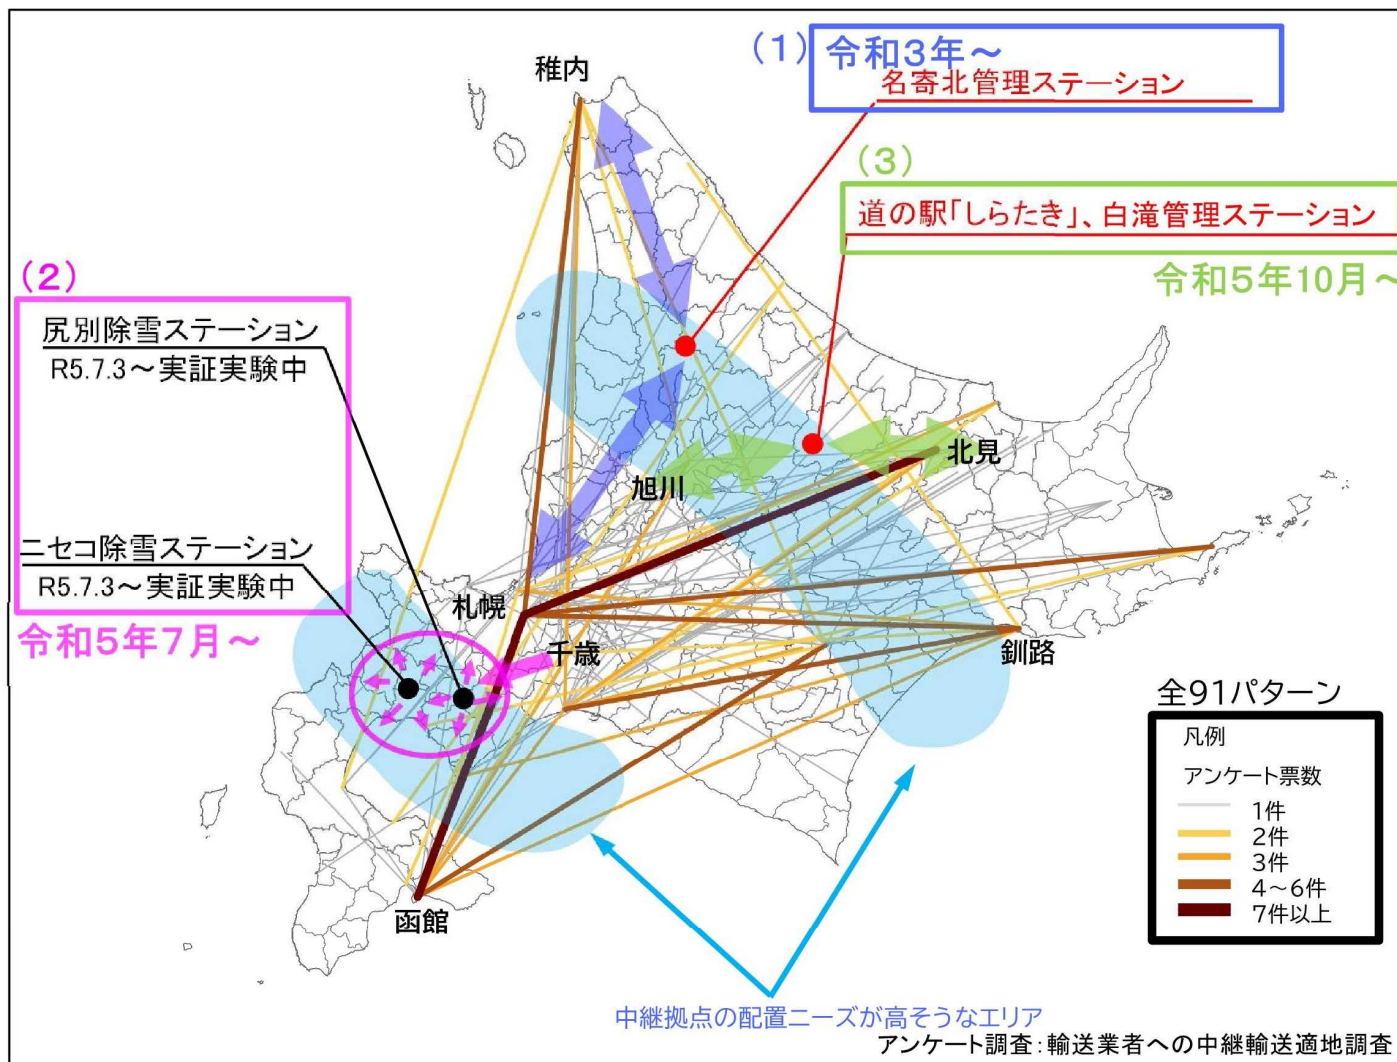 (1)
令和3年～
名寄北管理ステーション
稚内
(3)
道の駅「しらたき」、白滝管理ステーション
令和5年10月～
(2)
尻別除雪ステーション
R5.7.3～実証実験中
ニセコ除雪ステーション
R5.7.3～実証実験中
令和5年7月～
北見
旭川
札幌
千歳
釧路
函館
全91パターン
凡例
アンケート票数
1件
2件
3件
4～6件
7件以上
中継拠点の配置ニーズが高そうなエリア
アンケート調査：輸送業者への中継輸送適地調査